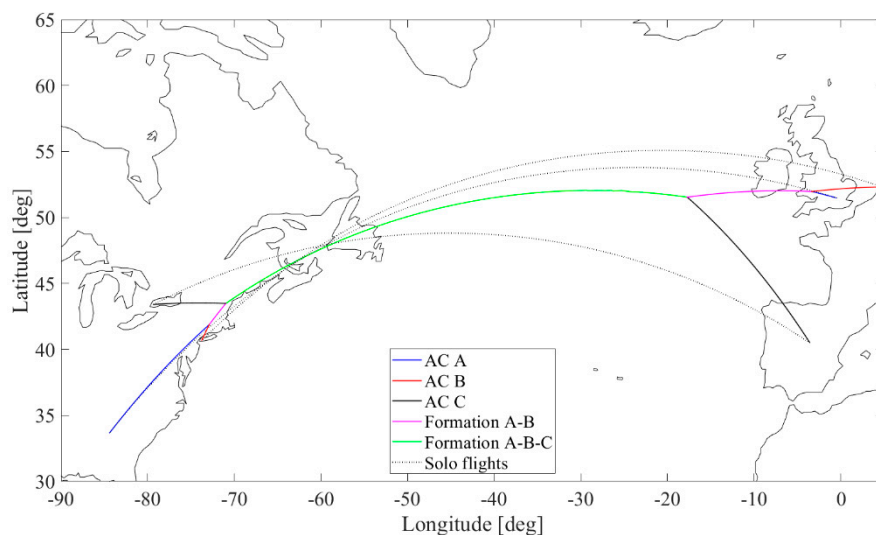 65
60
55
50
45
40
35
30
Latitude [deg]
-90
-80
-70
-60
-50
-40
-30
-20
-10
0
Longitude [deg]
AC A
AC B
AC C
Formation A-B
Formation A-B-C
Solo flights